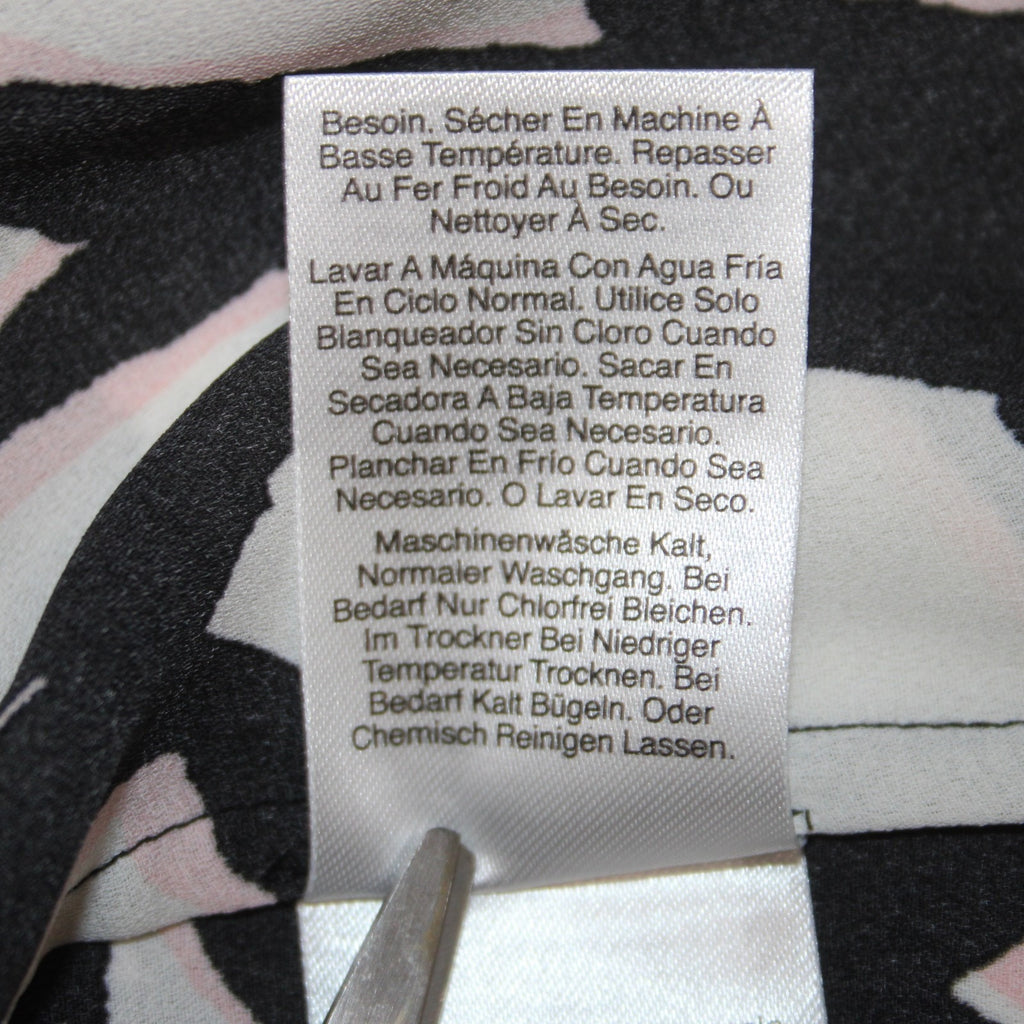 Besoin. Sécher En Machine À
Basse Température. Repasser
Au Fer Froid Au Besoin. Ou
Nettoyer À Sec.
Lavar A Máquina Con Agua Fría
En Ciclo Normal. Utilice Solo
Blanqueador Sin Cloro Cuando
Sea Necesario. Sacar En
Secadora A Baja Temperatura
Cuando Sea Necesario.
Planchar En Frío Cuando Sea
Necesario. O Lavar En Seco.
Maschinenwäsche Kalt,
Normaler Waschgang. Bei
Bedarf Nur Chlorfrei Bleichen.
Im Trockner Bei Niedriger
Temperatur Trocknen. Bei
Bedarf Kalt Bügeln. Oder
Chemisch Reinigen Lassen.